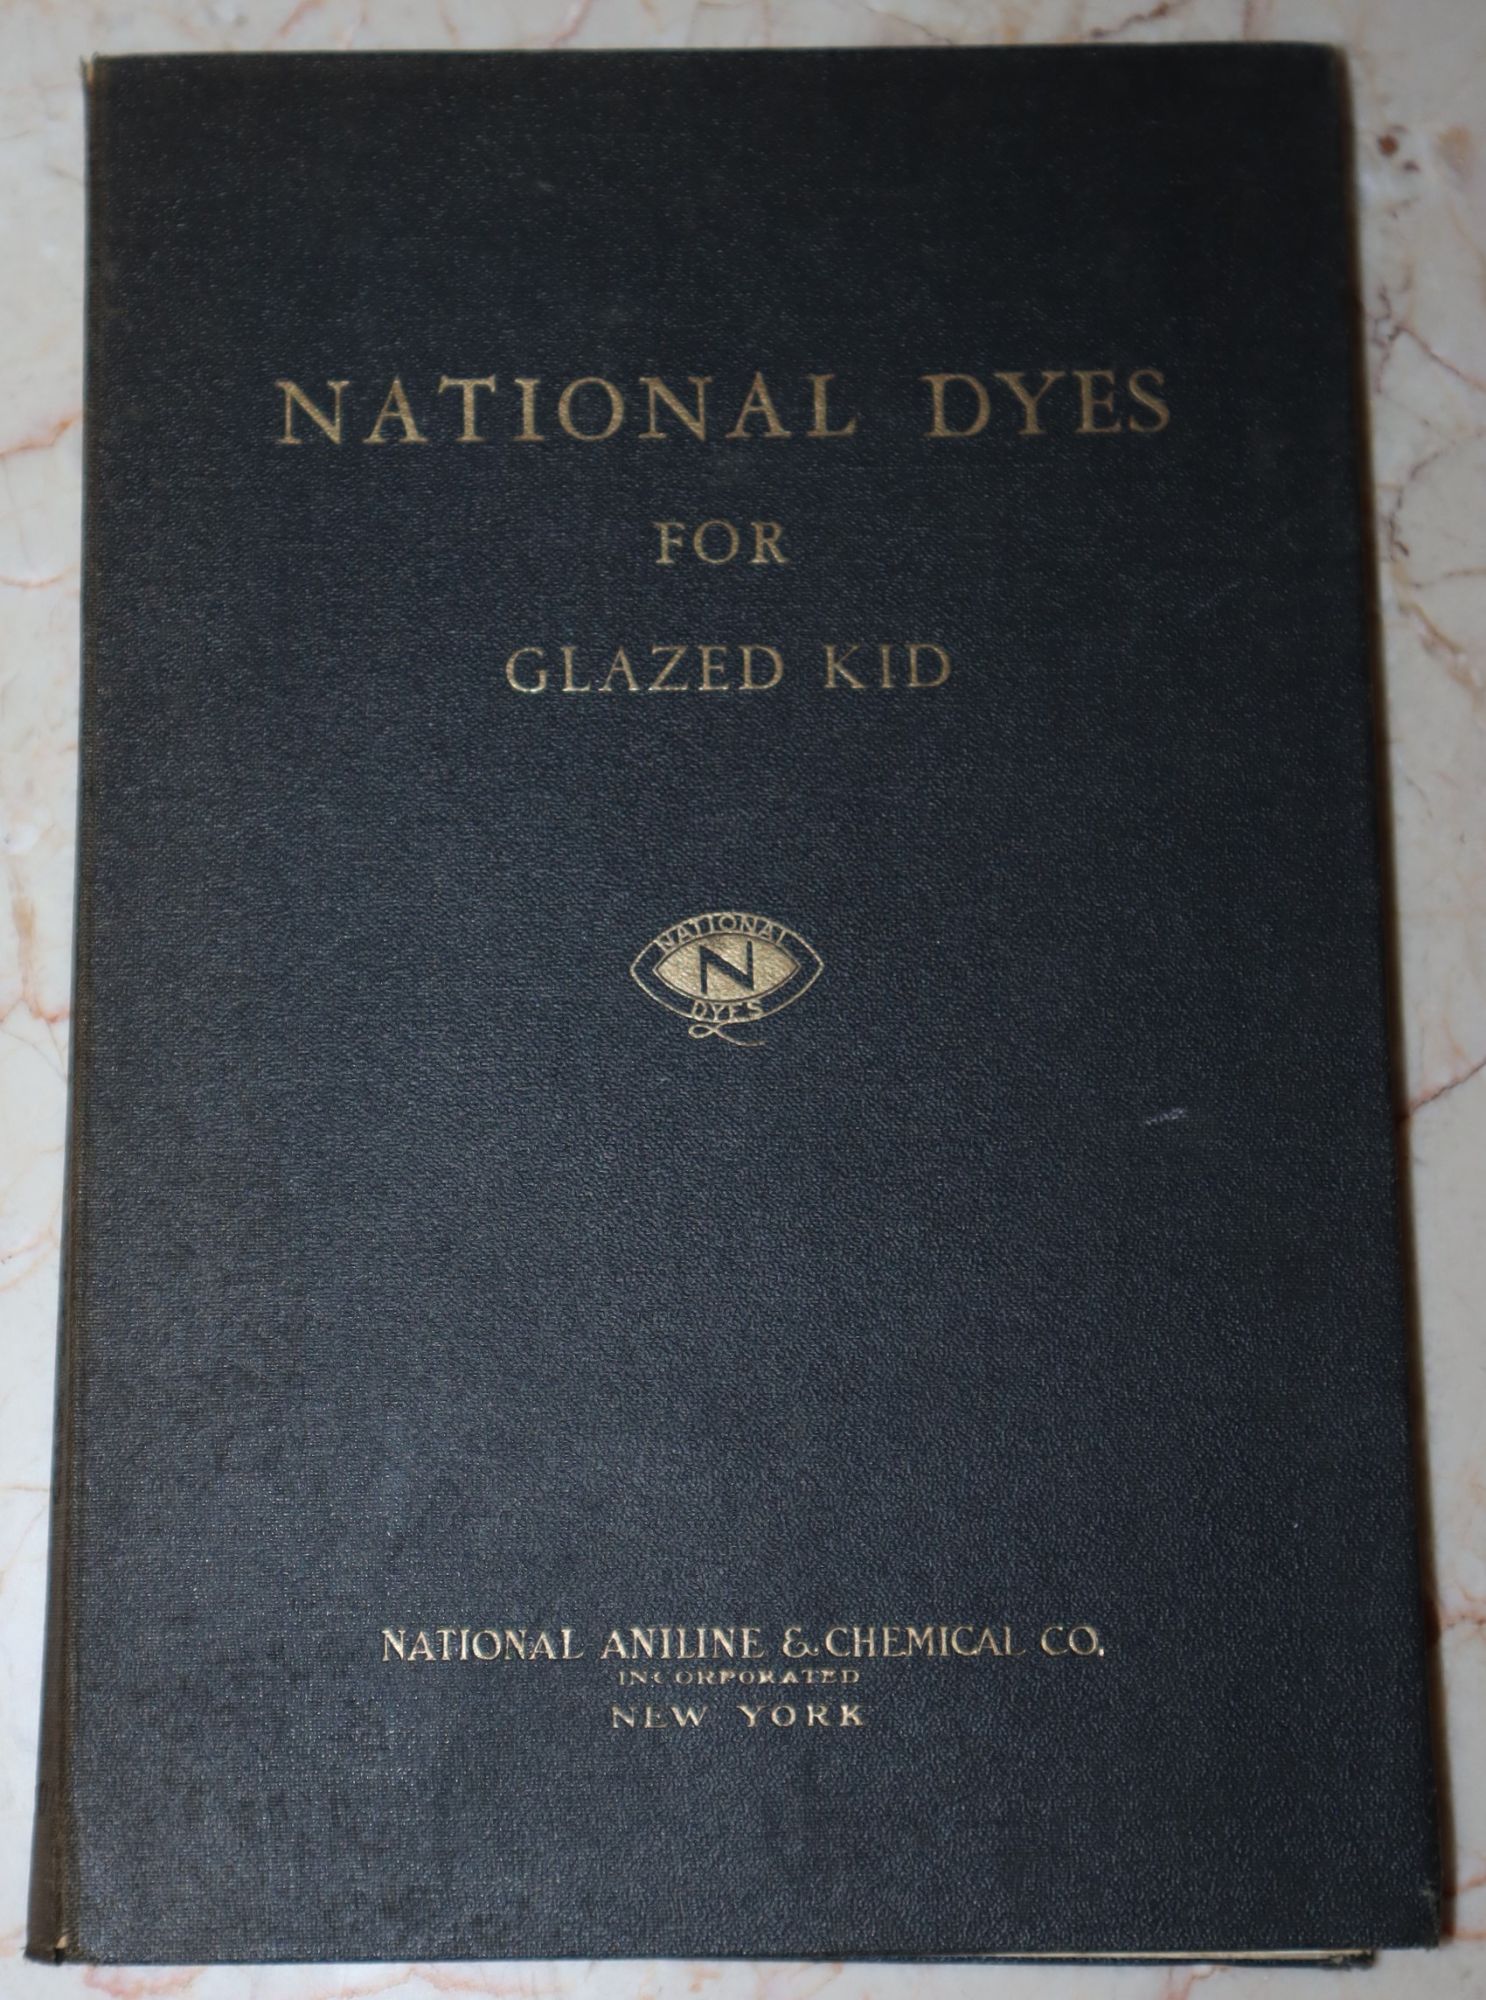 NATIONAL DYES
FOR
GLAZED KID
NATIONAL
N
DYES
NATIONAL ANILINE & CHEMICAL CO.
INCORPORATED
NEW YORK